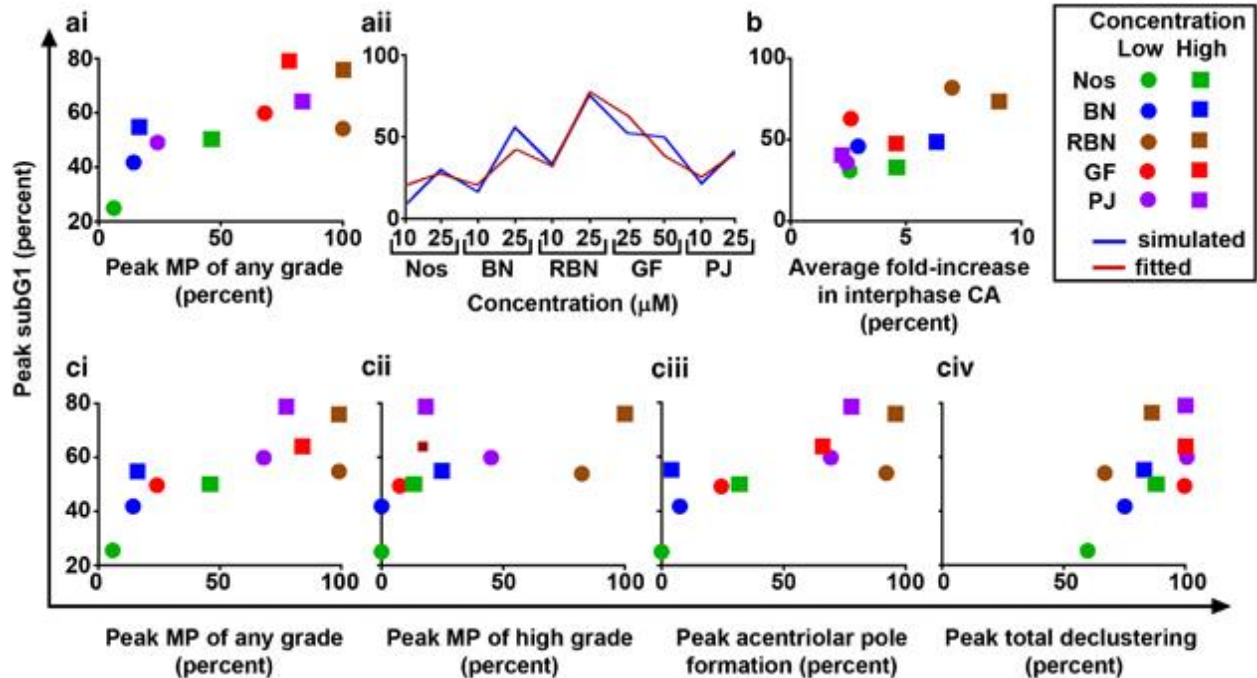 ai
aii
b
Peak subG1 (percent)
80
60
40
20
0
50
100
Peak MP of any grade
(percent)
100
50
0
10 25 10 25 10 25 25 50 10 25
Nos BN RBN GF PJ
Concentration (µM)
100
50
0
0
5
10
Average fold-increase
in interphase CA
(percent)
Concentration
Low High
Nos
BN
RBN
GF
PJ
simulated
fitted
ci
cii
ciii
civ
80
60
40
20
0
50
100
Peak MP of any grade
(percent)
0
50
100
Peak MP of high grade
(percent)
0
50
100
Peak acentriolar pole
formation (percent)
50
100
Peak total declustering
(percent)